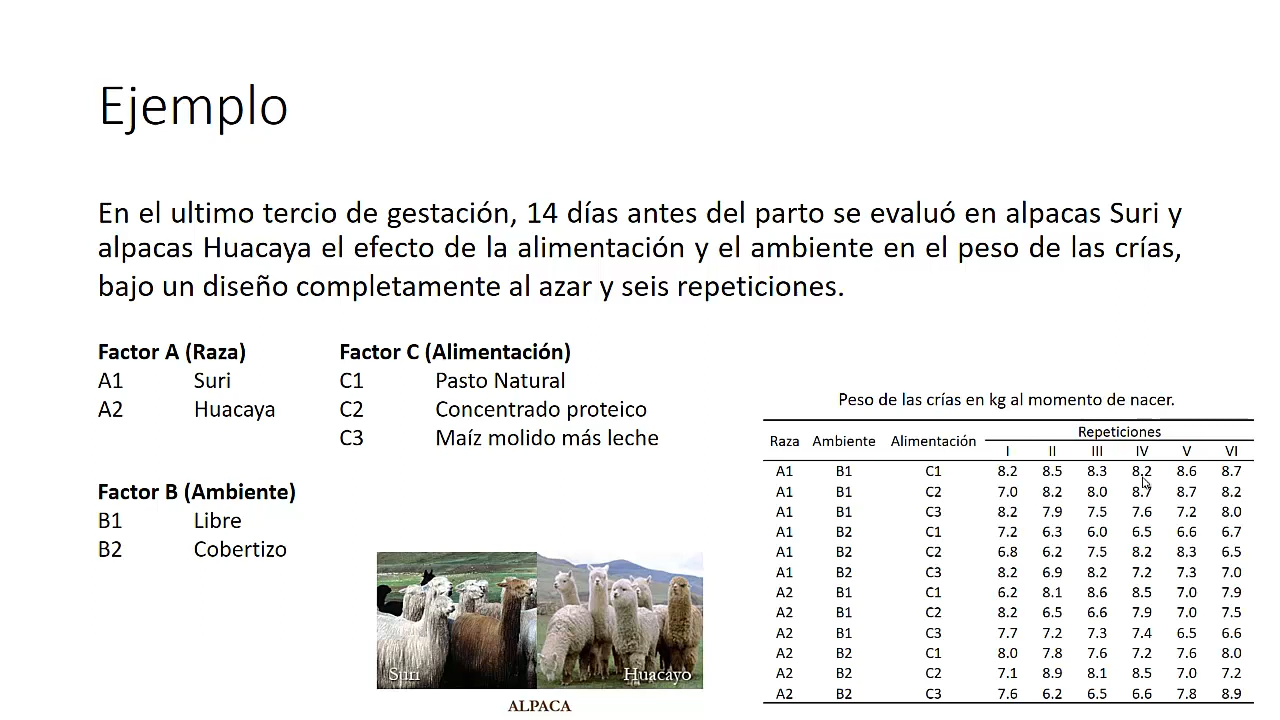 Ejemplo
En el ultimo tercio de gestación, 14 días antes del parto se evaluó en alpacas Suri y
alpacas Huacaya el efecto de la alimentación y el ambiente en el peso de las crías,
bajo un diseño completamente al azar y seis repeticiones.
Factor A (Raza)
A1 Suri
A2 Huacaya
Factor B (Ambiente)
B1 Libre
B2 Cobertizo
Factor C (Alimentación)
C1 Pasto Natural
C2 Concentrado proteico
C3 Maíz molido más leche
Suri
Huacayo
ALPACA
Peso de las crías en kg al momento de nacer.
Raza Ambiente Alimentación Repeticiones
I II III IV V VI
A1 B1 C1 8.2 8.5 8.3 8.2 8.6 8.7
A1 B1 C2 7.0 8.2 8.0 8.7 8.7 8.2
A1 B1 C3 8.2 7.9 7.5 7.6 7.2 8.0
A1 B2 C1 7.2 6.3 6.0 6.5 6.6 6.7
A1 B2 C2 6.8 6.2 7.5 8.2 8.3 6.5
A1 B2 C3 8.2 6.9 8.2 7.2 7.3 7.0
A2 B1 C1 6.2 8.1 8.6 8.5 7.0 7.9
A2 B1 C2 8.2 6.5 6.6 7.9 7.0 7.5
A2 B1 C3 7.7 7.2 7.3 7.4 6.5 6.6
A2 B2 C1 8.0 7.8 7.6 7.2 7.6 8.0
A2 B2 C2 7.1 8.9 8.1 8.5 7.0 7.2
A2 B2 C3 7.6 6.2 6.5 6.6 7.8 8.9